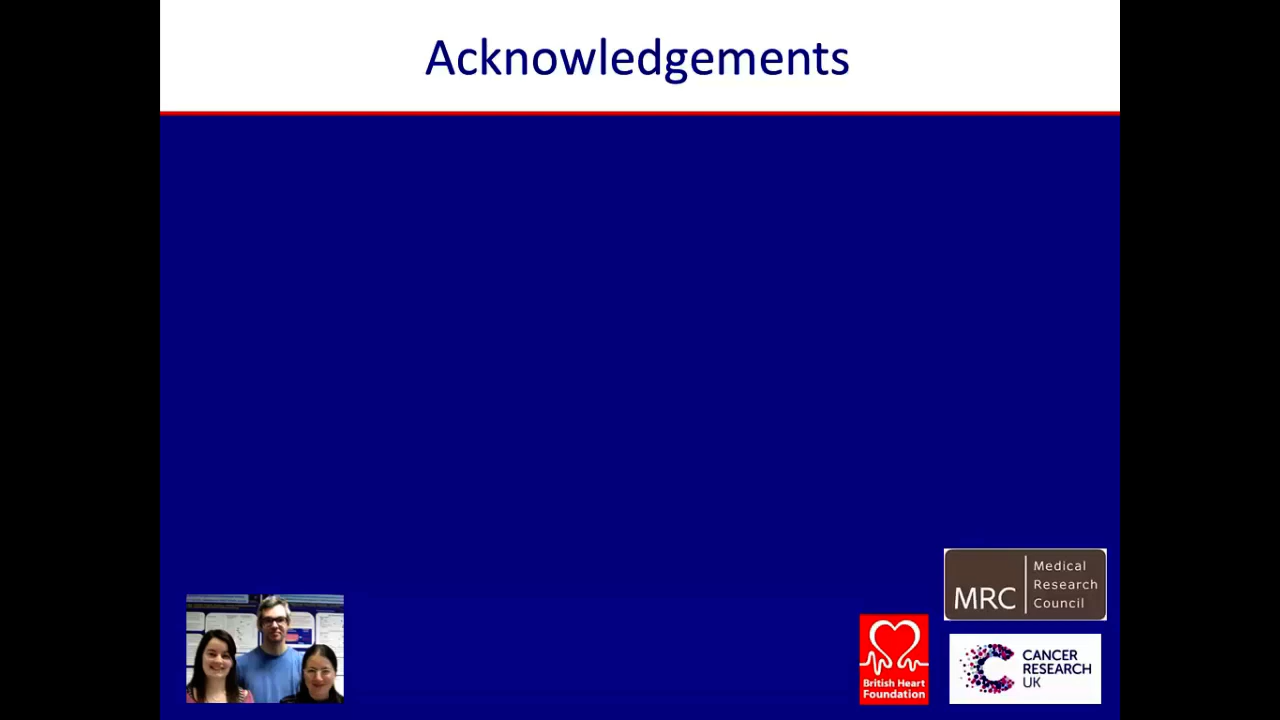 Acknowledgements
MRC
Medical
Research
Council
British Heart
Foundation
CANCER
RESEARCH
UK